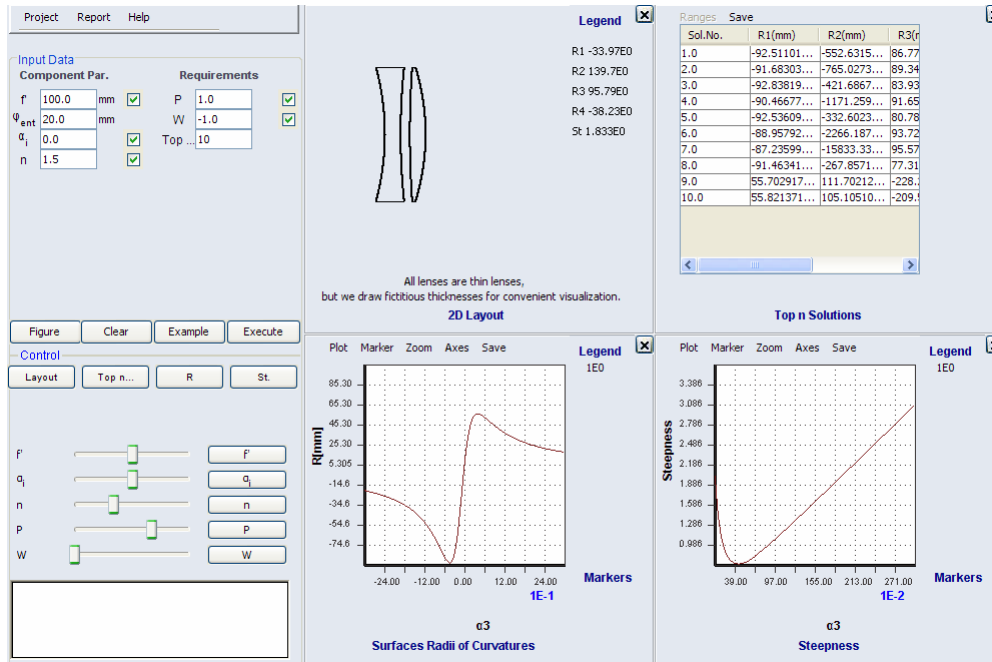 Project Report Help
Input Data
Component Par. Requirements
f' 100.0 mm P 1.0
φent 20.0 mm W -1.0
αi 0.0 Top ... 10
n 1.5
Figure Clear Example Execute
Control
Layout Top n... R St.
f' f'
αi αi
n n
P P
W W
Legend
R1 -33.97E0
R2 139.7E0
R3 95.79E0
R4 -38.23E0
St 1.833E0
All lenses are thin lenses,
but we draw fictitious thicknesses for convenient visualization.
2D Layout
Ranges Save
Sol.No. R1(mm) R2(mm) R3(r
1.0 -92.51101... -552.6315... 86.77
2.0 -91.68303... -765.0273... 89.34
3.0 -92.83819... -421.6867... 83.93
4.0 -90.46677... -1171.259... 91.65
5.0 -92.53609... -332.6023... 80.78
6.0 -88.95792... -2266.187... 93.72
7.0 -87.23599... -15833.33... 95.57
8.0 -91.46341... -267.8571... 77.31
9.0 55.702917... 111.70212... -228.
10.0 55.821371... 105.10510... -209.
Top n Solutions
Plot Marker Zoom Axes Save
Legend
1E0
85.30
65.30
45.30
25.30
5.305
-14.6
-34.6
-54.6
-74.6
R[mm]
-24.00 -12.00 0.00 12.00 24.00
1E-1
Markers
α3
Surfaces Radii of Curvatures
Plot Marker Zoom Axes Save
Legend
1E0
3.386
3.086
2.786
2.486
2.186
1.886
1.586
1.286
0.986
Steepness
39.00 97.00 155.00 213.00 271.00
1E-2
Markers
α3
Steepness